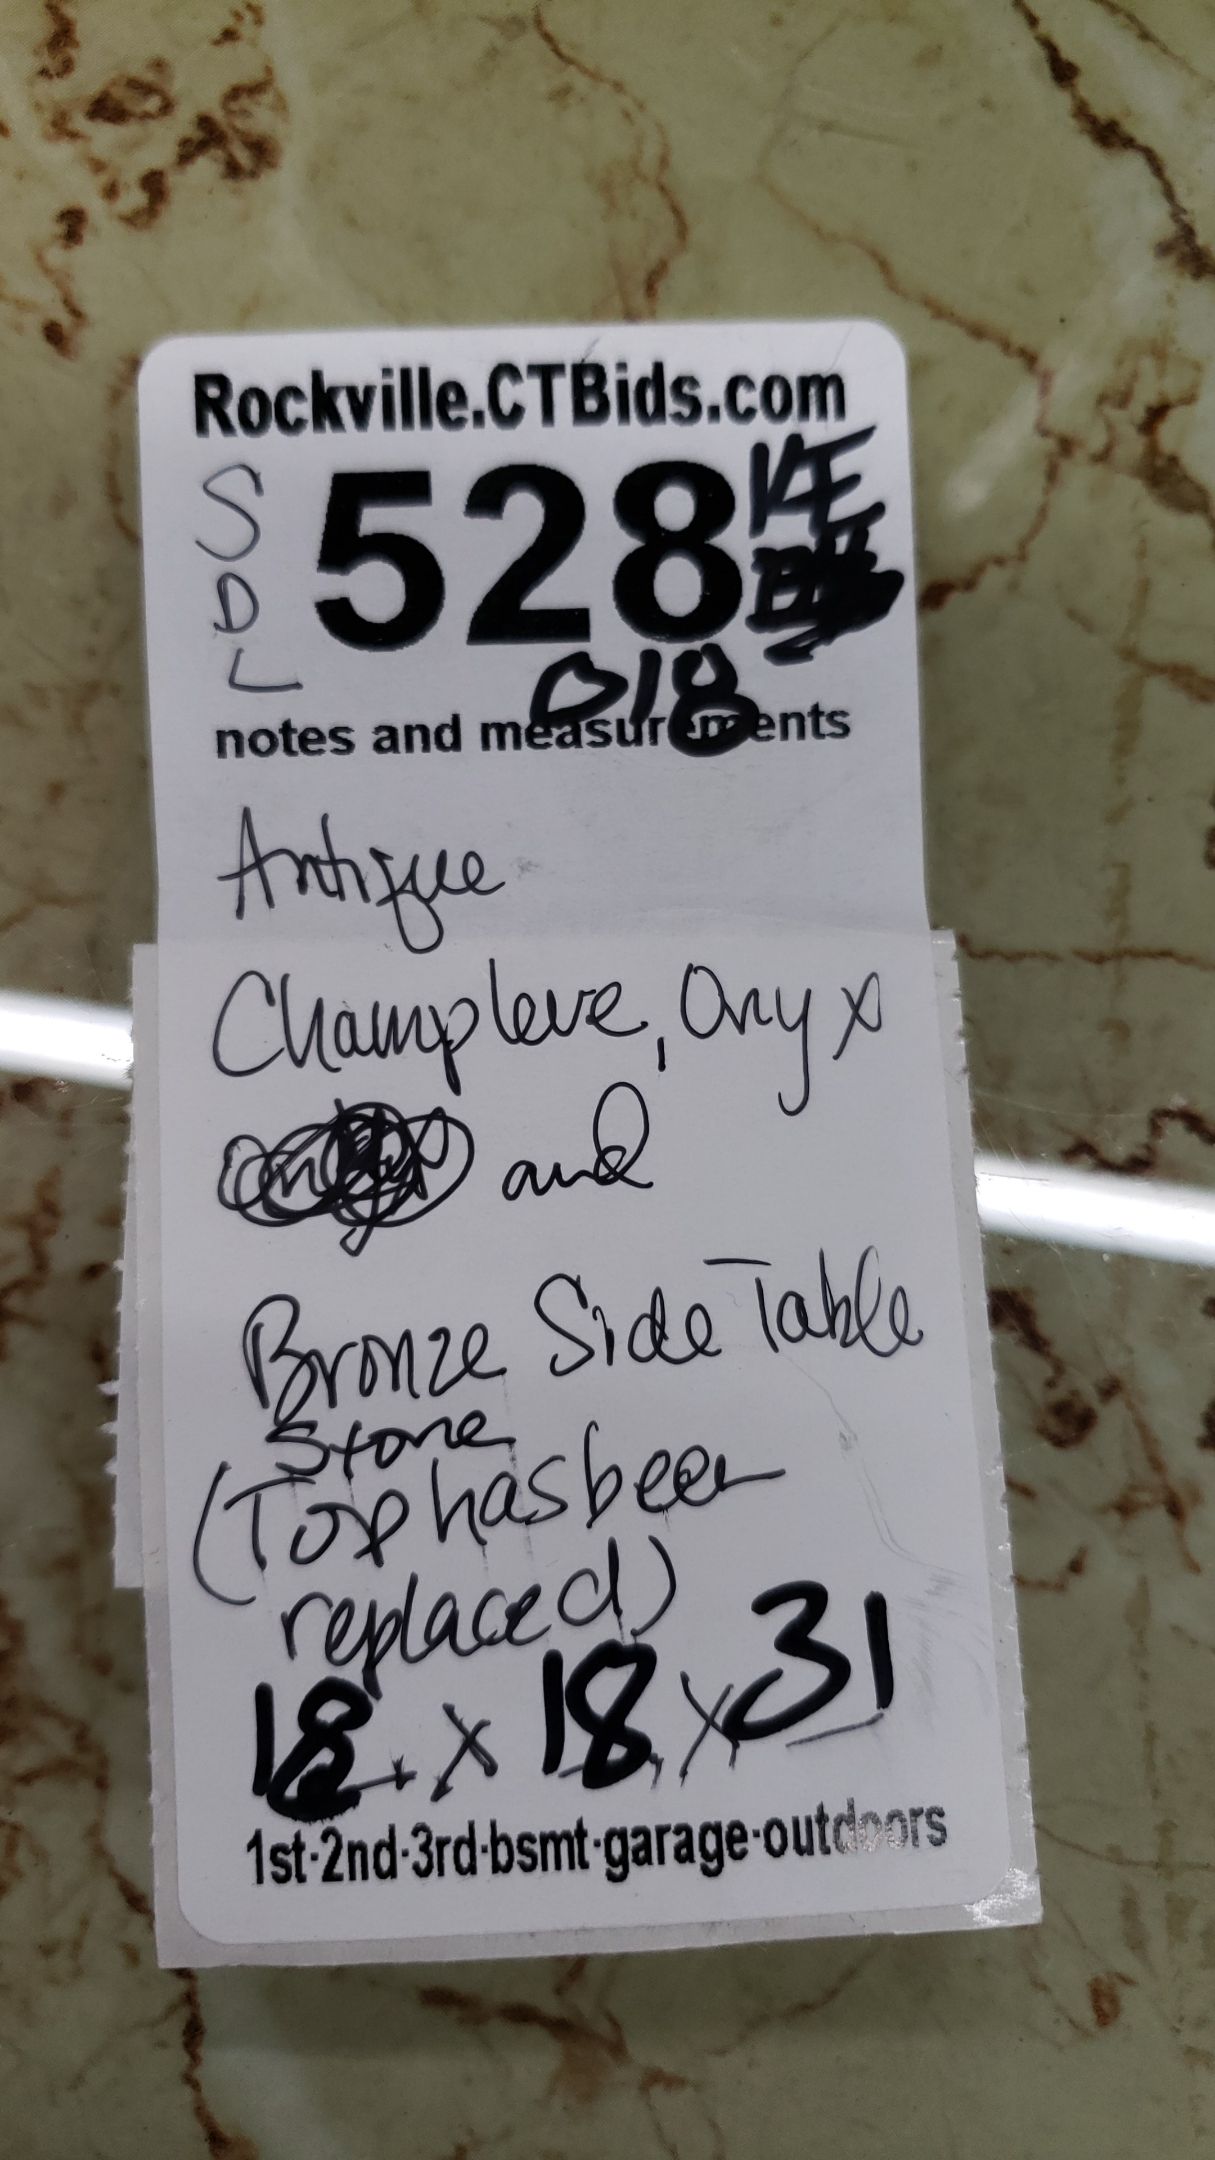 Rockville.CTBids.com
S
D
L
528
KE
018
notes and measurements
Antique
Champleve, Onyx
and
Bronze Side Table
Stone
(Top has been
replaced)
18 x 18 x 31
1st·2nd·3rd·bsmt·garage·outdoors